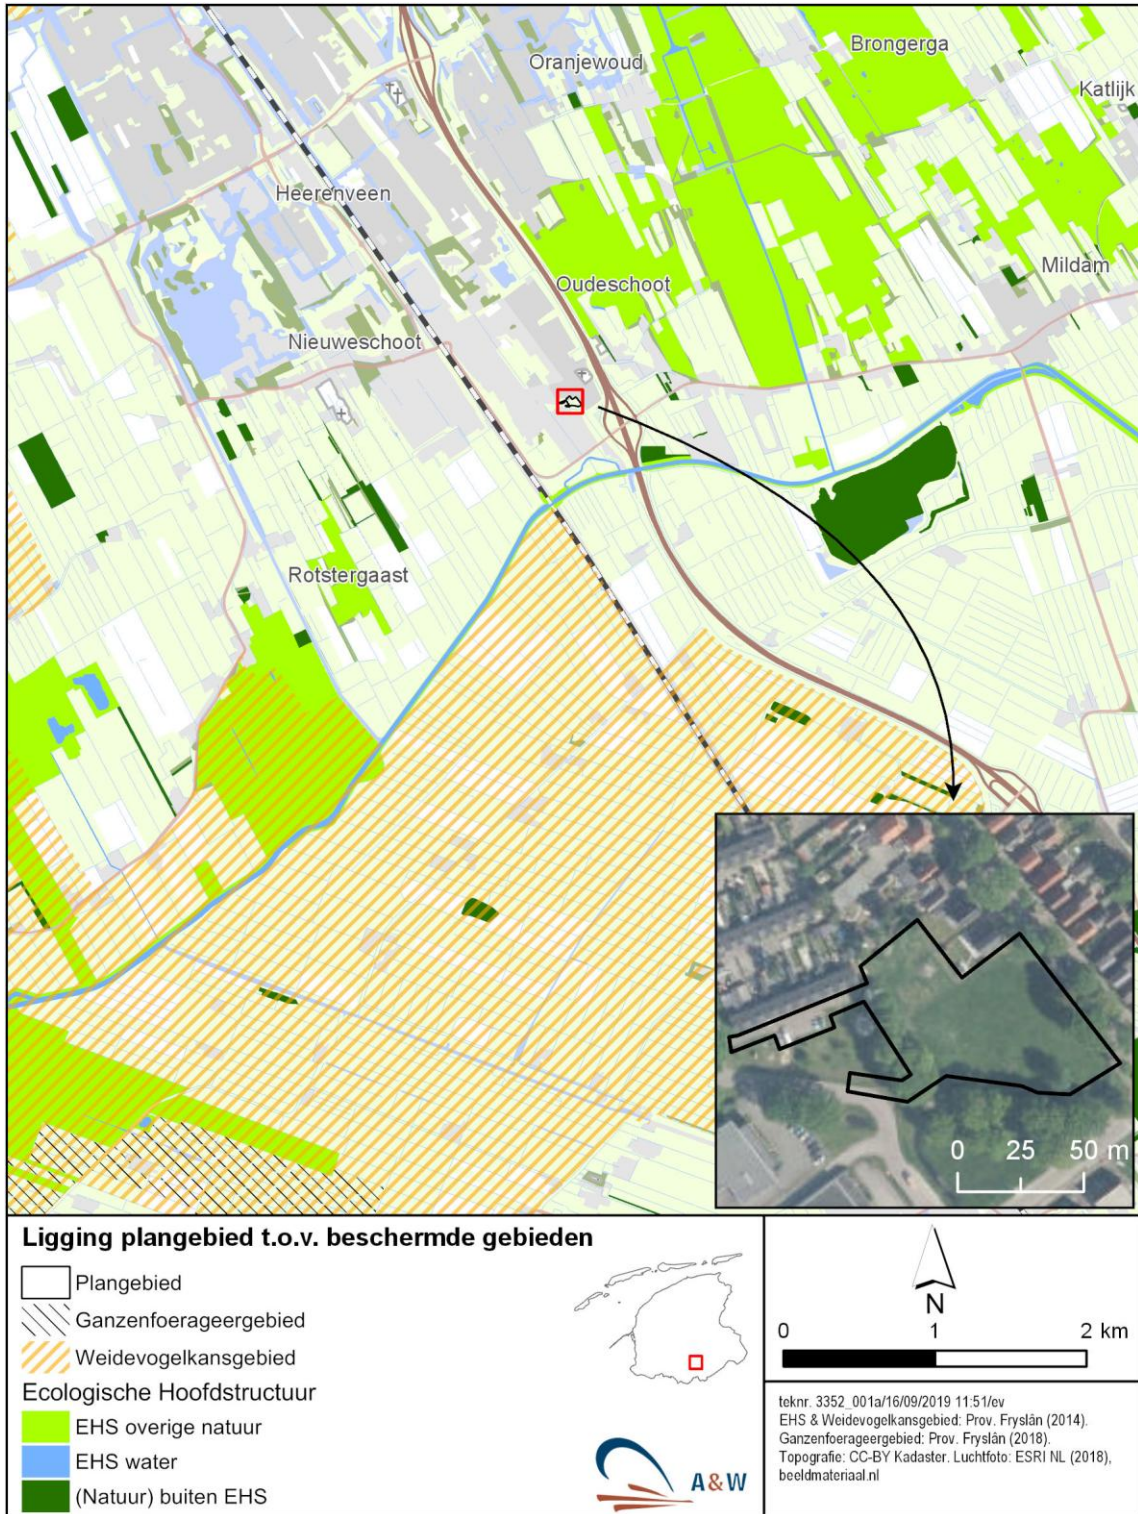 Brongerga
Oranjewoud
Katlijk
Heerenveen
Mildam
Oudeschoot
Nieuweschoot
Rotstergaast
0 25 50 m
Ligging plangebied t.o.v. beschermde gebieden
Plangebied
Ganzenfoerageergebied
Weidevogelkansgebied
Ecologische Hoofdstructuur
EHS overige natuur
EHS water
(Natuur) buiten EHS
A&W
N
0 1 2 km
teknr. 3352_001a/16/09/2019 11:51/ev
EHS & Weidevogelkansgebied: Prov. Fryslân (2014).
Ganzenfoerageergebied: Prov. Fryslân (2018).
Topografie: CC-BY Kadaster. Luchtfoto: ESRI NL (2018),
beeldmateriaal.nl